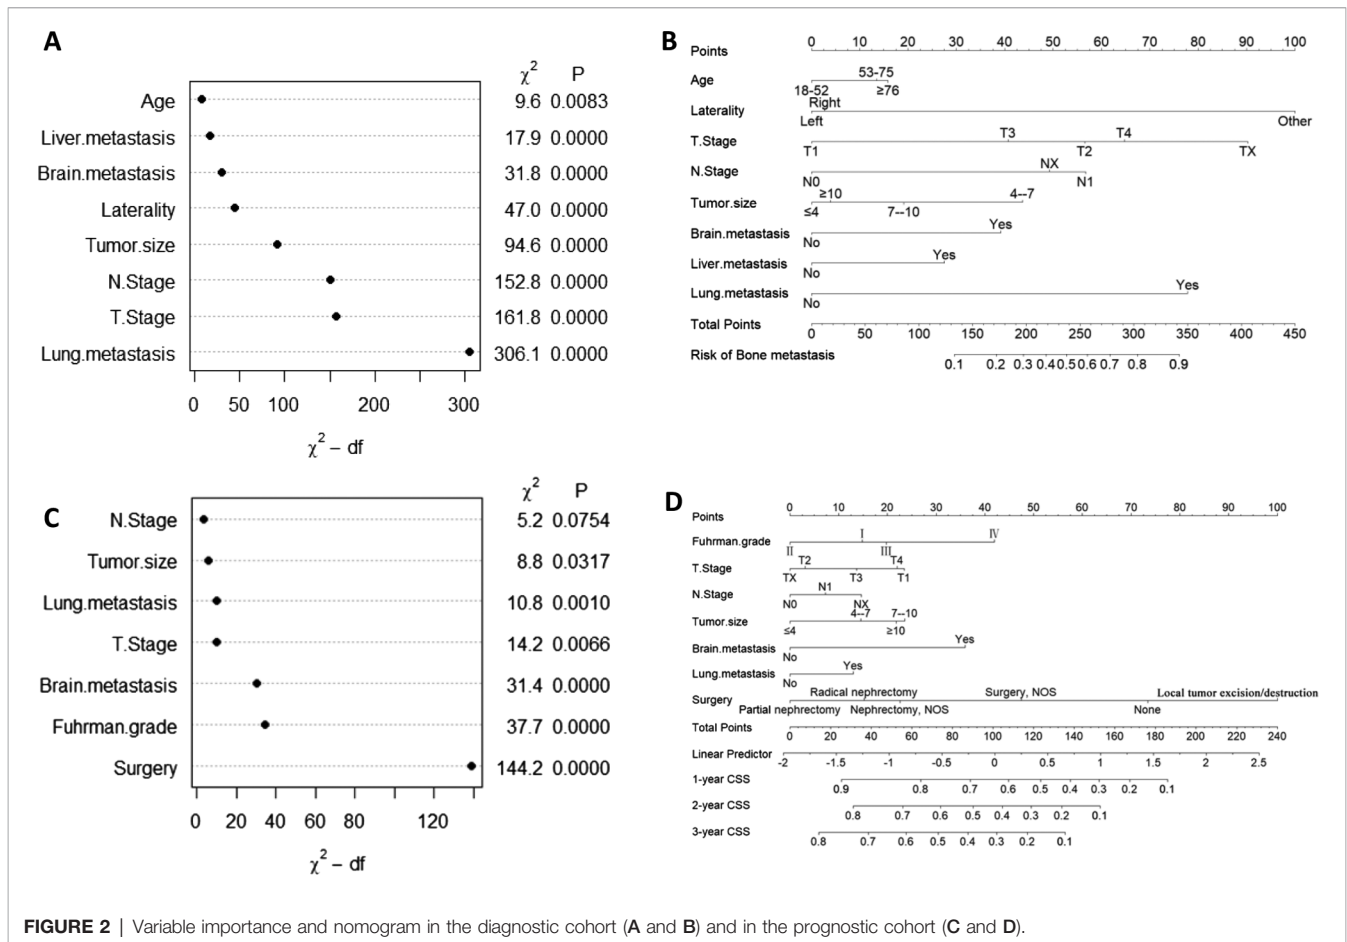 A
χ² P
Age 9.6 0.0083
Liver.metastasis 17.9 0.0000
Brain.metastasis 31.8 0.0000
Laterality 47.0 0.0000
Tumor.size 94.6 0.0000
N.Stage 152.8 0.0000
T.Stage 161.8 0.0000
Lung.metastasis 306.1 0.0000
0 50 100 200 300
χ² – df
B
Points 0 10 20 30 40 50 60 70 80 90 100
53-75
Age
18-52 ≥76
Right
Laterality
Left Other
T3 T4
T.Stage
T1 T2 TX
NX
N.Stage
N0 N1
≥10 4--7
Tumor.size
≤4 7--10
Yes
Brain.metastasis
No
Yes
Liver.metastasis
No
Yes
Lung.metastasis
No
Total Points
0 50 100 150 200 250 300 350 400 450
Risk of Bone metastasis
0.1 0.2 0.3 0.4 0.5 0.6 0.7 0.8 0.9
C
χ² P
N.Stage 5.2 0.0754
Tumor.size 8.8 0.0317
Lung.metastasis 10.8 0.0010
T.Stage 14.2 0.0066
Brain.metastasis 31.4 0.0000
Fuhrman.grade 37.7 0.0000
Surgery 144.2 0.0000
0 20 40 60 80 120
χ² – df
D
Points 0 10 20 30 40 50 60 70 80 90 100
I IV
Fuhrman.grade
II III
T2 T4
T.Stage
TX T3 T1
N1
N.Stage
N0 NX
4--7 7--10
Tumor.size
≤4 ≥10
Yes
Brain.metastasis
No
Yes
Lung.metastasis
No
Radical nephrectomy Surgery, NOS Local tumor excision/destruction
Surgery
Partial nephrectomy Nephrectomy, NOS None
Total Points
0 20 40 60 80 100 120 140 160 180 200 220 240
Linear Predictor
-2 -1.5 -1 -0.5 0 0.5 1 1.5 2 2.5
1-year CSS
0.9 0.8 0.7 0.6 0.5 0.4 0.3 0.2 0.1
2-year CSS
0.8 0.7 0.6 0.5 0.4 0.3 0.2 0.1
3-year CSS
0.8 0.7 0.6 0.5 0.4 0.3 0.2 0.1
FIGURE 2 | Variable importance and nomogram in the diagnostic cohort (A and B) and in the prognostic cohort (C and D).